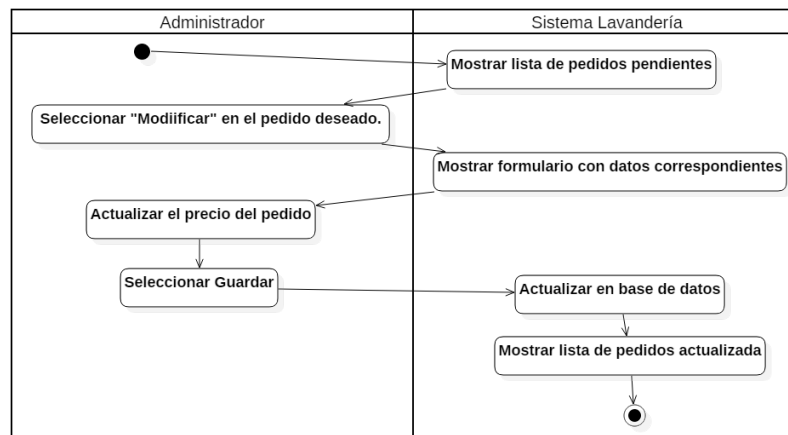 Administrador
Sistema Lavandería
Mostrar lista de pedidos pendientes
Seleccionar "Modiificar" en el pedido deseado.
Mostrar formulario con datos correspondientes
Actualizar el precio del pedido
Seleccionar Guardar
Actualizar en base de datos
Mostrar lista de pedidos actualizada